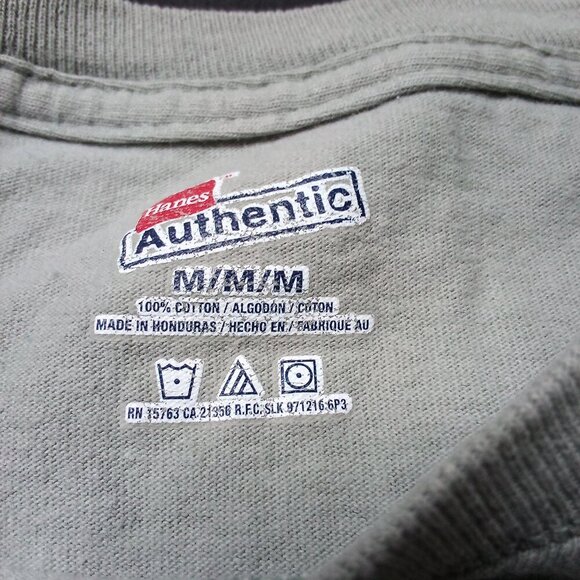 Hanes
Authentic
M/M/M
100% COTTON / ALGODON / COTON
MADE IN HONDURAS / HECHO EN / FABRIQUÉ AU
RN 15763 CA 21356 R.F.C. SLK 971216 6P3